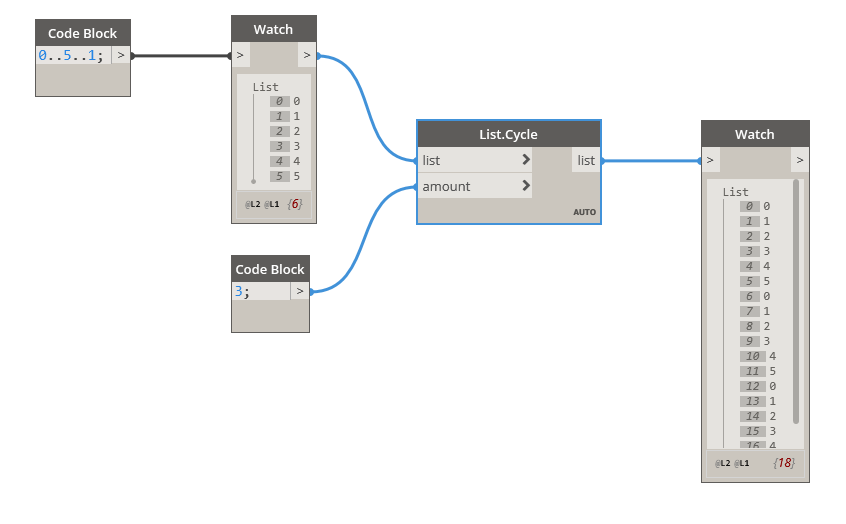 Code Block
0..5..1; >
Watch
> >
List
0 0
1 1
2 2
3 3
4 4
5 5
@L2 @L1 {6}
Code Block
3; >
List.Cycle
list list
amount
AUTO
Watch
> >
List
0 0
1 1
2 2
3 3
4 4
5 5
6 0
7 1
8 2
9 3
10 4
11 5
12 0
13 1
14 2
15 3
16 4
@L2 @L1 {18}